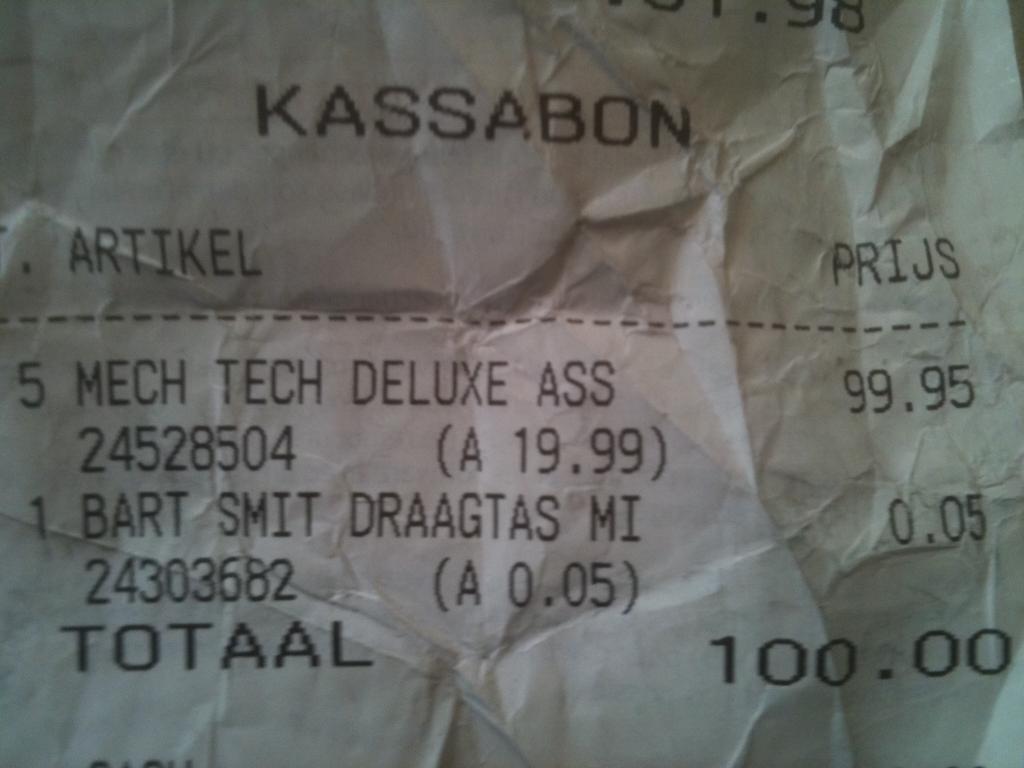 KASSABON
. ARTIKEL PRIJS
5 MECH TECH DELUXE ASS 99.95
24528504 (A 19.99)
1 BART SMIT DRAAGTAS MI 0.05
24303682 (A 0.05)
TOTAAL 100.00